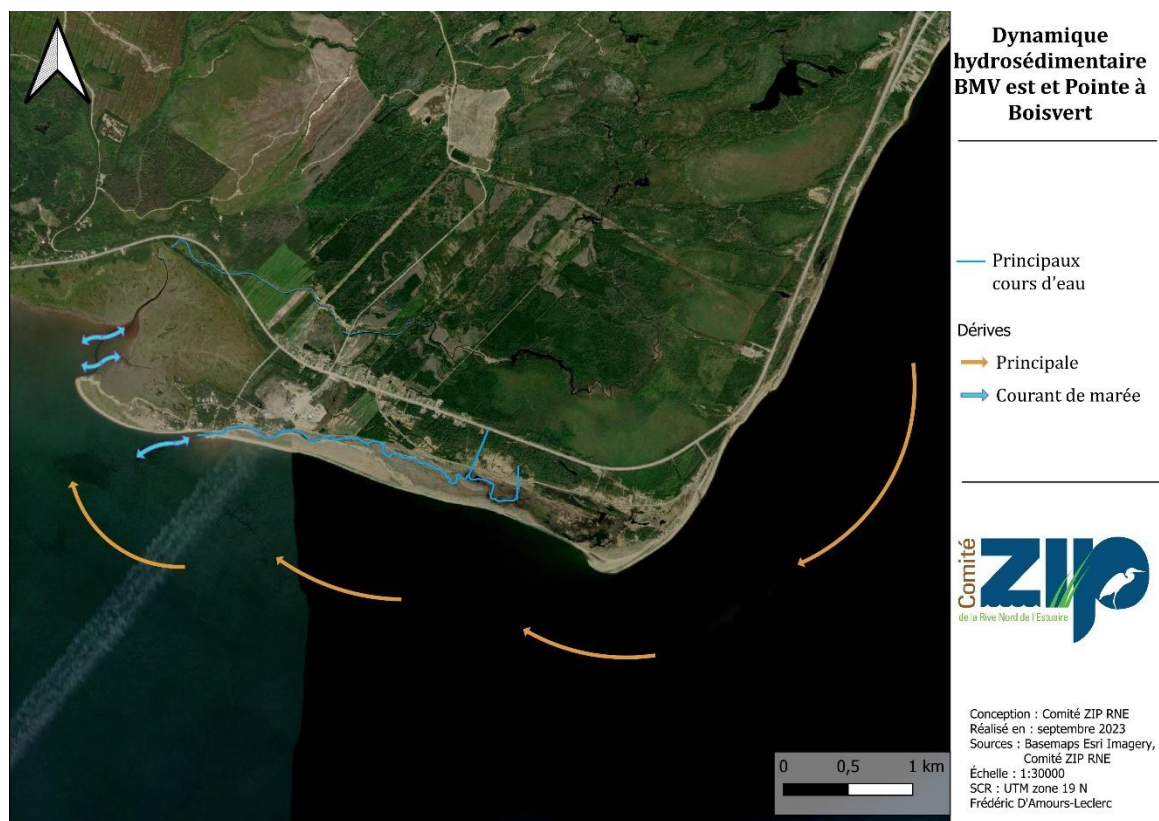 Dynamique
hydrosédimentaire
BMV est et Pointe à
Boisvert
Principaux
cours d'eau
Dérives
Principale
Courant de marée
Comité
ZIP
de la Rive Nord de l'Estuaire
0 0,5 1 km
Conception : Comité ZIP RNE
Réalisé en : septembre 2023
Sources : Basemaps Esri Imagery,
Comité ZIP RNE
Échelle : 1:30000
SCR : UTM zone 19 N
Frédéric D'Amours-Leclerc